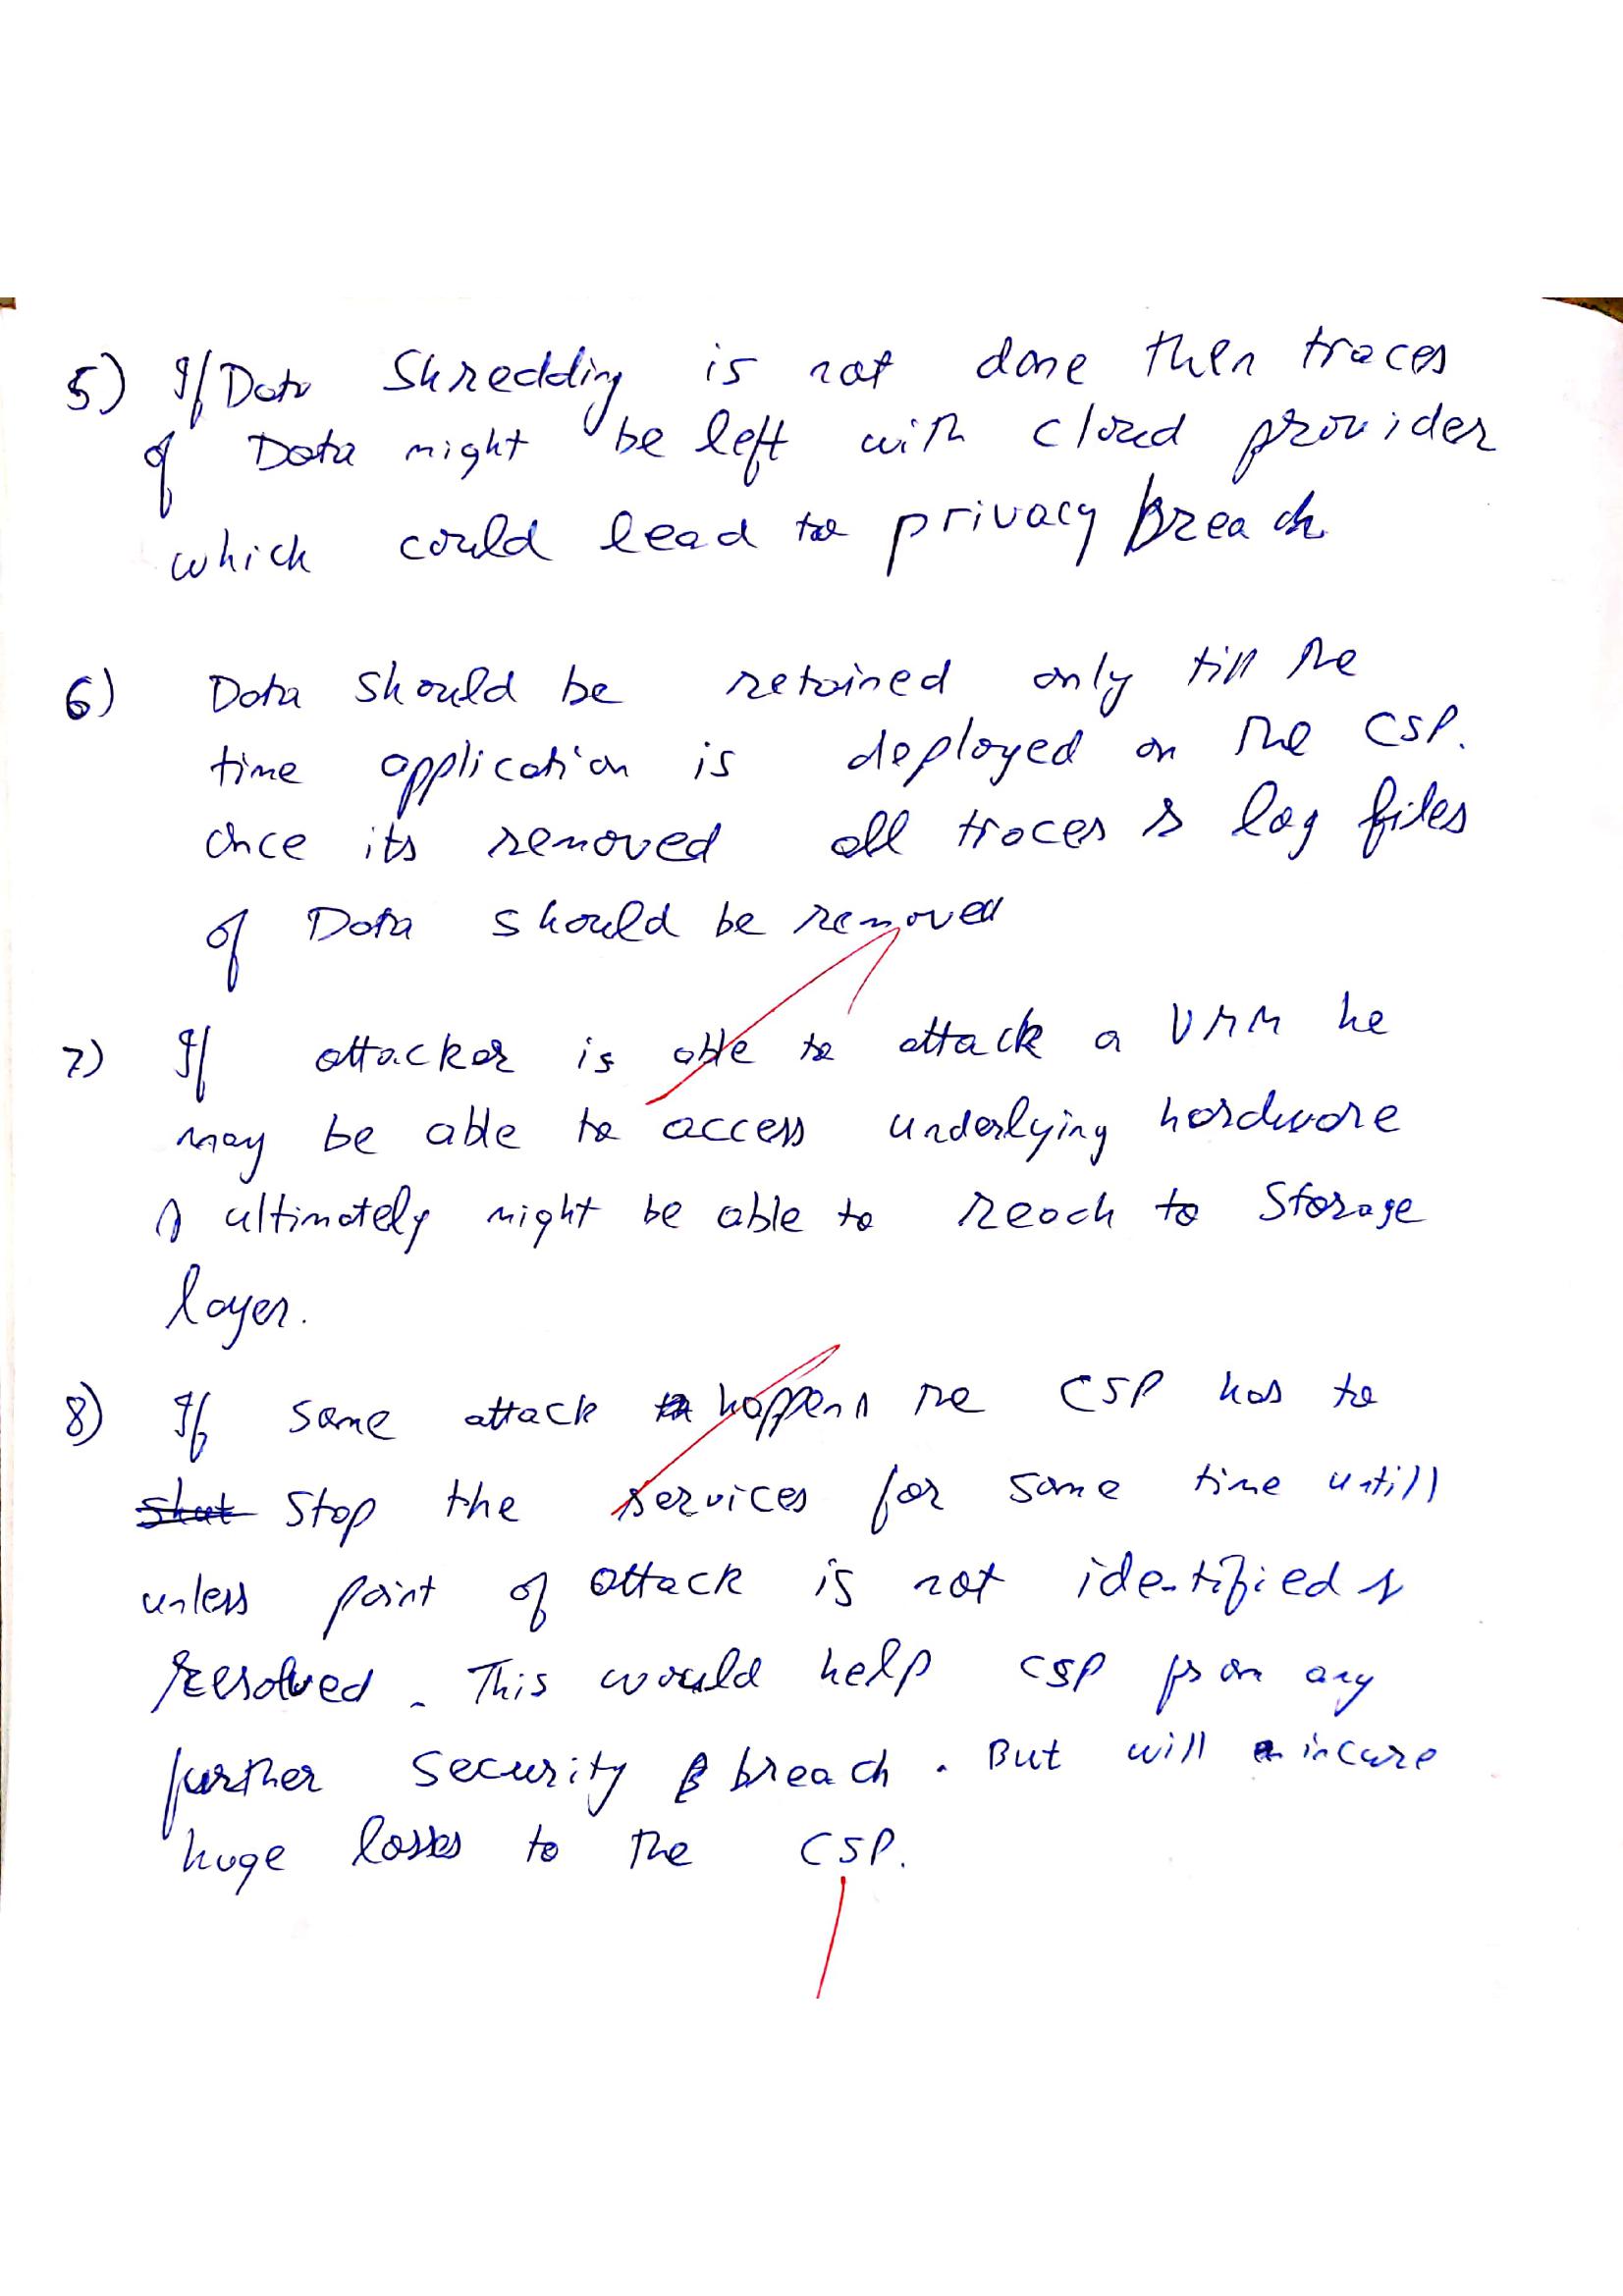 5) If Data Shredding is not done then traces
of Data might be left with cloud provider
which could lead to privacy breach
6) Data should be retained only till the
time application is deployed on the CSP.
Once its removed all traces & log files
of Data should be removed
7) If attacker is able to attack a VMM he
may be able to access underlying hardware
& ultimately might be able to reach to Storage
layer.
8) If some attack happens the CSP has to
shut Stop the services for some time untill
unless point of attack is not identified &
resolved. This would help CSP from any
further security breach. But will incure
huge losses to the CSP.